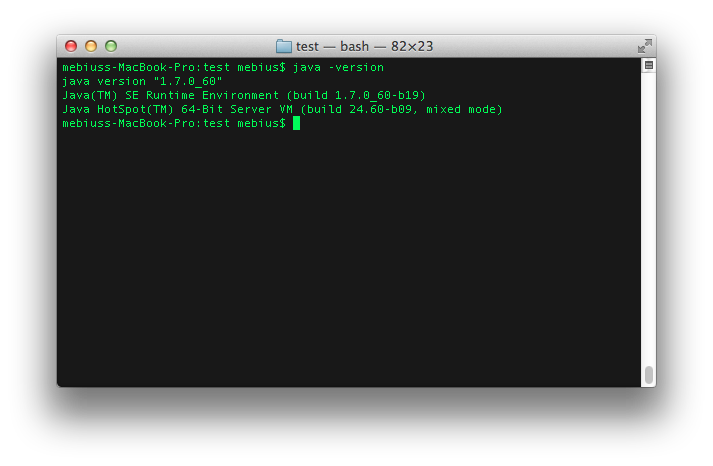 test — bash — 82×23
mebiuss-MacBook-Pro:test mebius$ java -version
java version "1.7.0_60"
Java(TM) SE Runtime Environment (build 1.7.0_60-b19)
Java HotSpot(TM) 64-Bit Server VM (build 24.60-b09, mixed mode)
mebiuss-MacBook-Pro:test mebius$